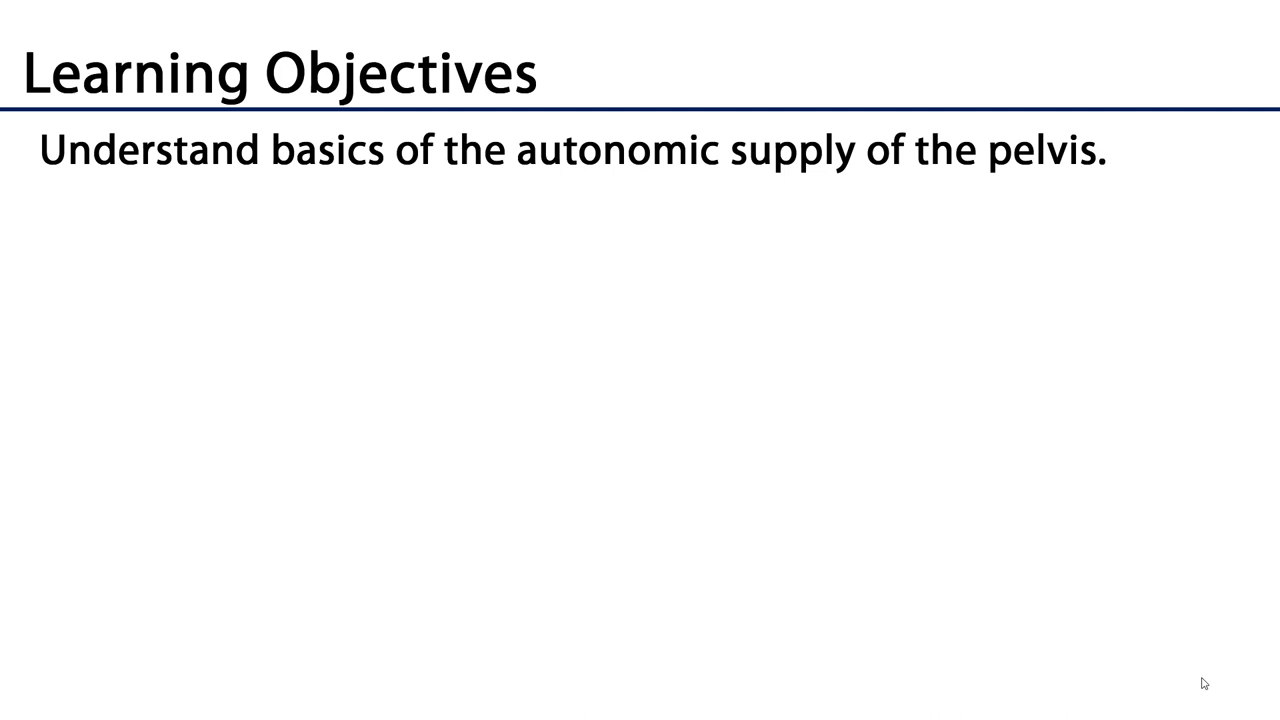 Learning Objectives
Understand basics of the autonomic supply of the pelvis.